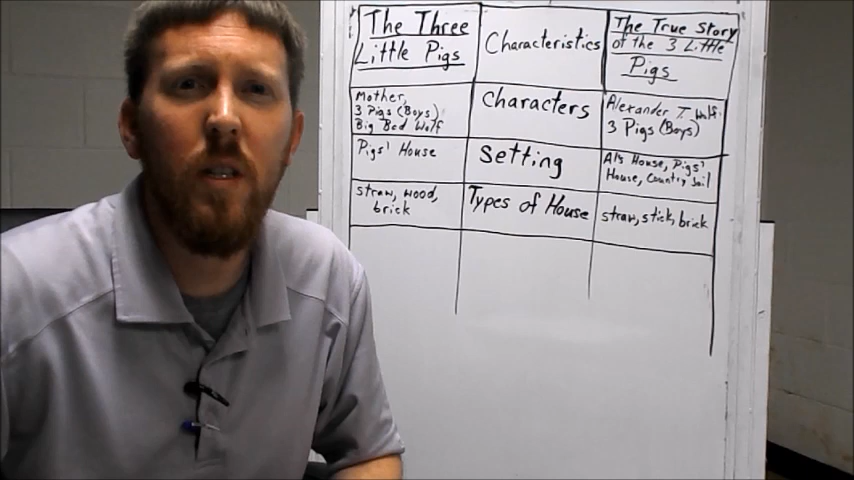 The Three
Little Pigs
Characteristics
The True Story
of the 3 Little
Pigs
Mother,
3 Pigs (Boys)
Big Bad Wolf
Characters
Alexander T. Wolf
3 Pigs (Boys)
Pigs' House
Setting
Al's House, Pigs'
House, Country Jail
straw, wood,
brick
Types of House
straw, stick, brick